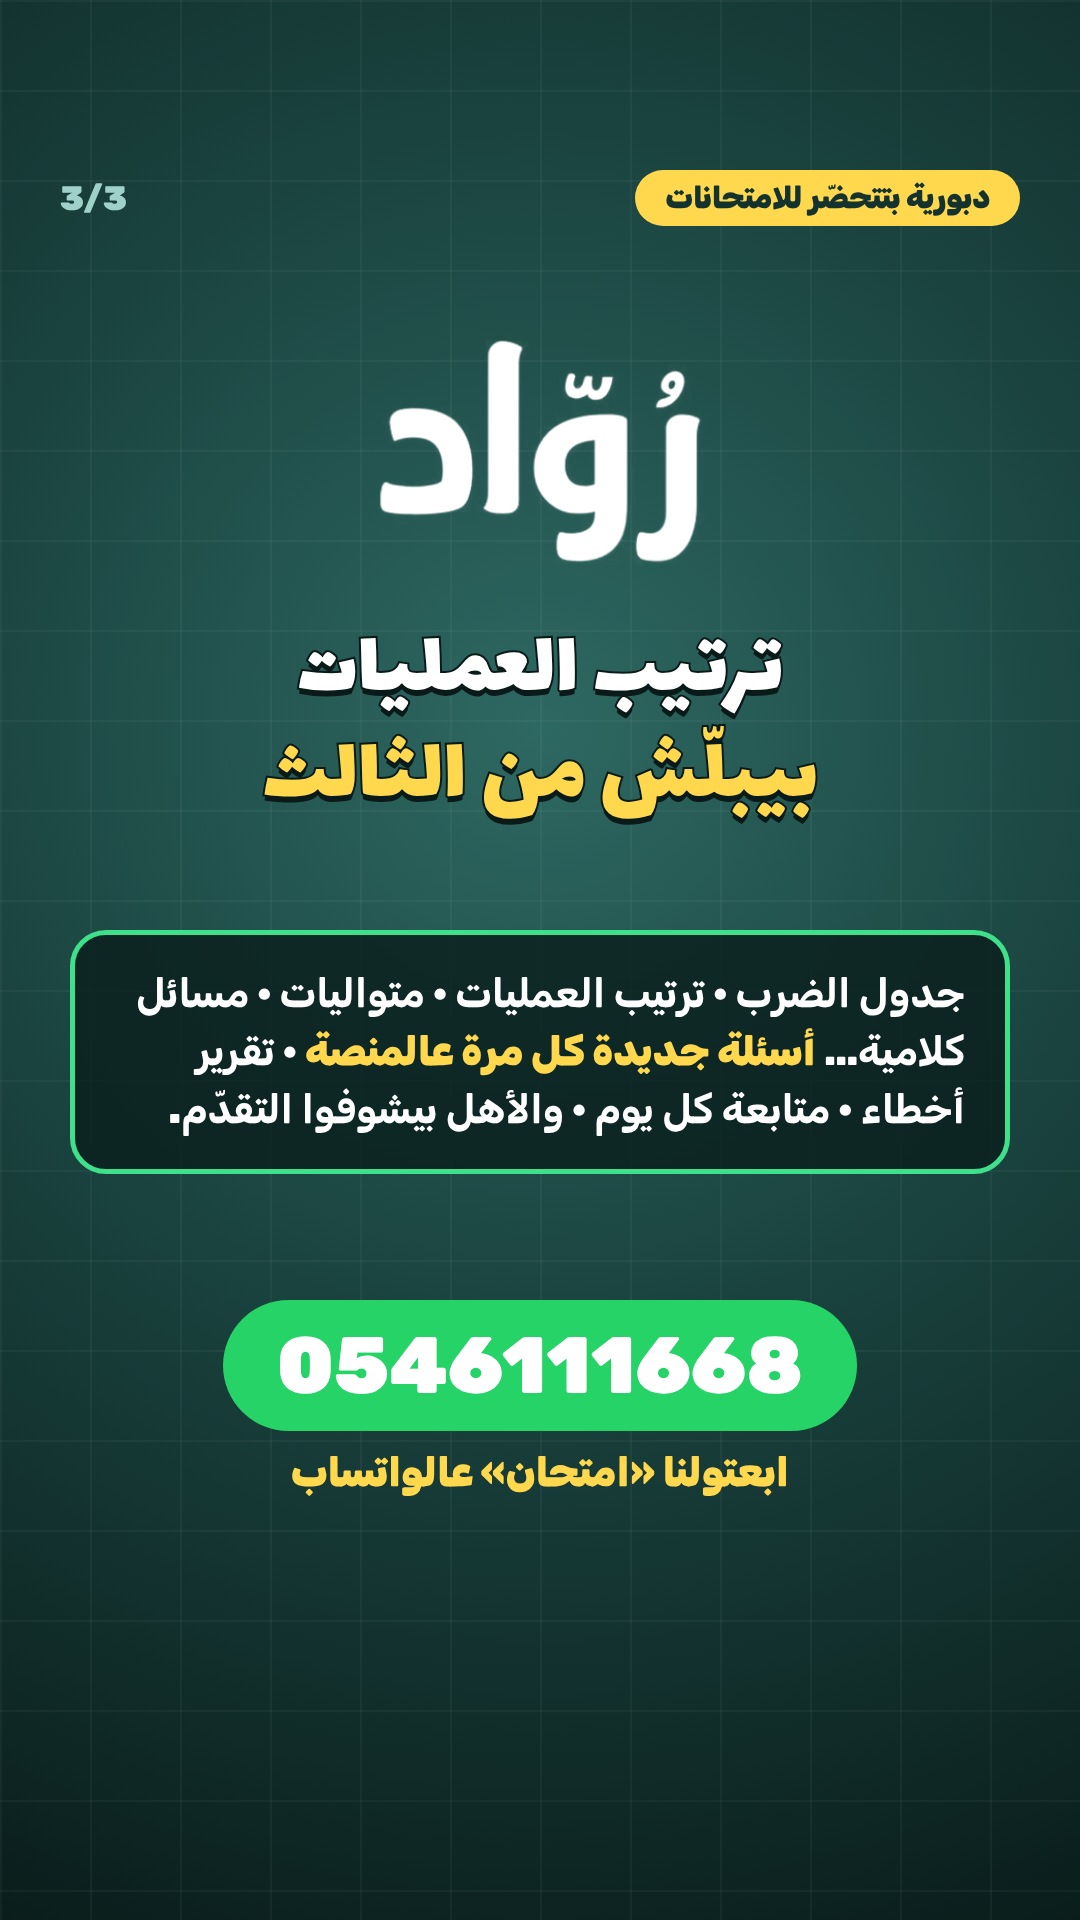 دبورية بتتحضّر للامتحانات
3/3
رُوّاد
ترتيب العمليات
بيبلّش من الثالث
جدول الضرب • ترتيب العمليات • متواليات • مسائل
كلامية... أسئلة جديدة كل مرة عالمنصة • تقرير
أخطاء • متابعة كل يوم • والأهل بيشوفوا التقدّم.
0546111668
ابعتولنا «امتحان» عالواتساب